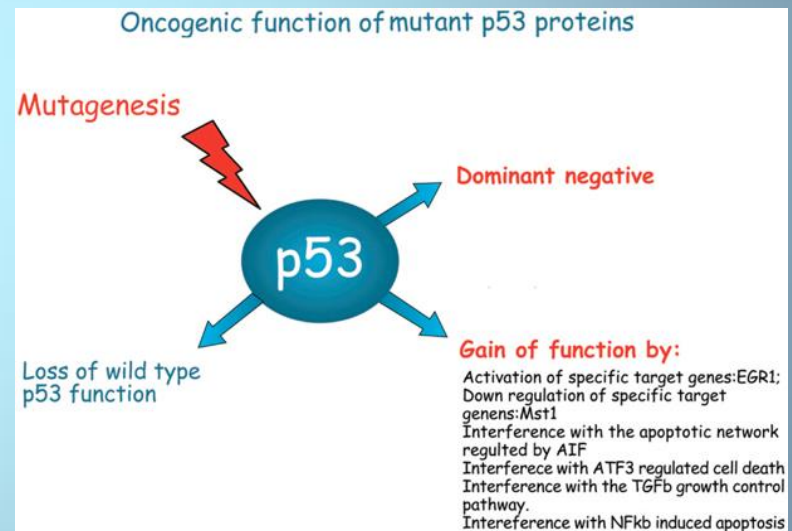 Oncogenic function of mutant p53 proteins
Mutagenesis
Dominant negative
p53
Loss of wild type
p53 function
Gain of function by:
Activation of specific target genes:EGR1;
Down regulation of specific target
genens:Mst1
Interference with the apoptotic network
regulted by AIF
Interferece with ATF3 regulated cell death
Interference with the TGFb growth control
pathway.
Intereference with NFkb induced apoptosis